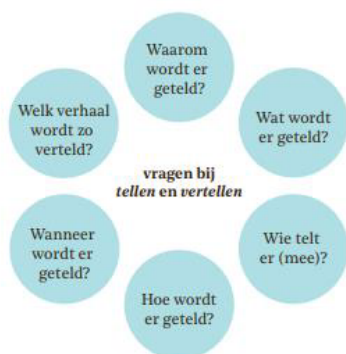 Waarom
wordt er
geteld?
Wat wordt
er geteld?
Wie telt
er (mee)?
Hoe wordt
er geteld?
Wanneer
wordt er
geteld?
Welk verhaal
wordt zo
verteld?
vragen bij
tellen en vertellen